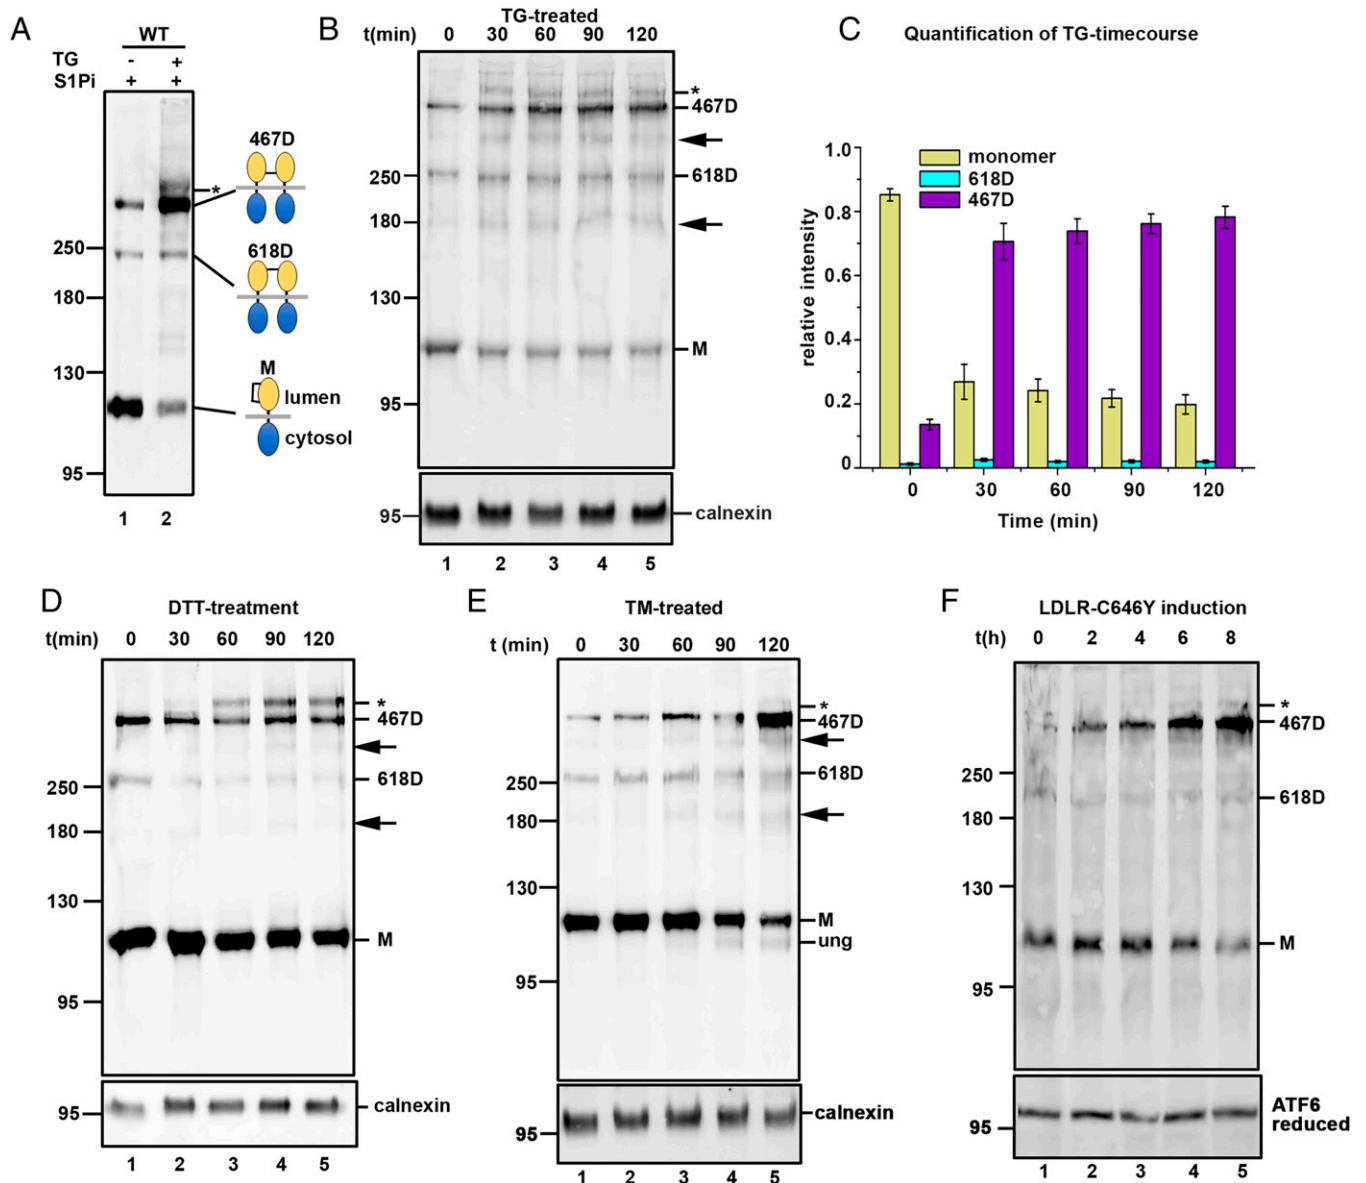 A
WT
TG - +
S1Pi + +
*
467D
250
618D
180
130
M
lumen
cytosol
95
1 2
B
TG-treated
t(min) 0 30 60 90 120
*
467D
250
618D
180
130
M
95
95
calnexin
1 2 3 4 5
C
Quantification of TG-timecourse
relative intensity
1.0
0.8
0.6
0.4
0.2
0
monomer
618D
467D
0 30 60 90 120
Time (min)
D
DTT-treatment
t(min) 0 30 60 90 120
*
467D
250
618D
180
130
M
95
95
calnexin
1 2 3 4 5
E
TM-treated
t (min) 0 30 60 90 120
*
467D
250
618D
180
130
M
ung
95
95
calnexin
1 2 3 4 5
F
LDLR-C646Y induction
t(h) 0 2 4 6 8
*
467D
250
618D
180
130
M
95
95
ATF6
reduced
1 2 3 4 5